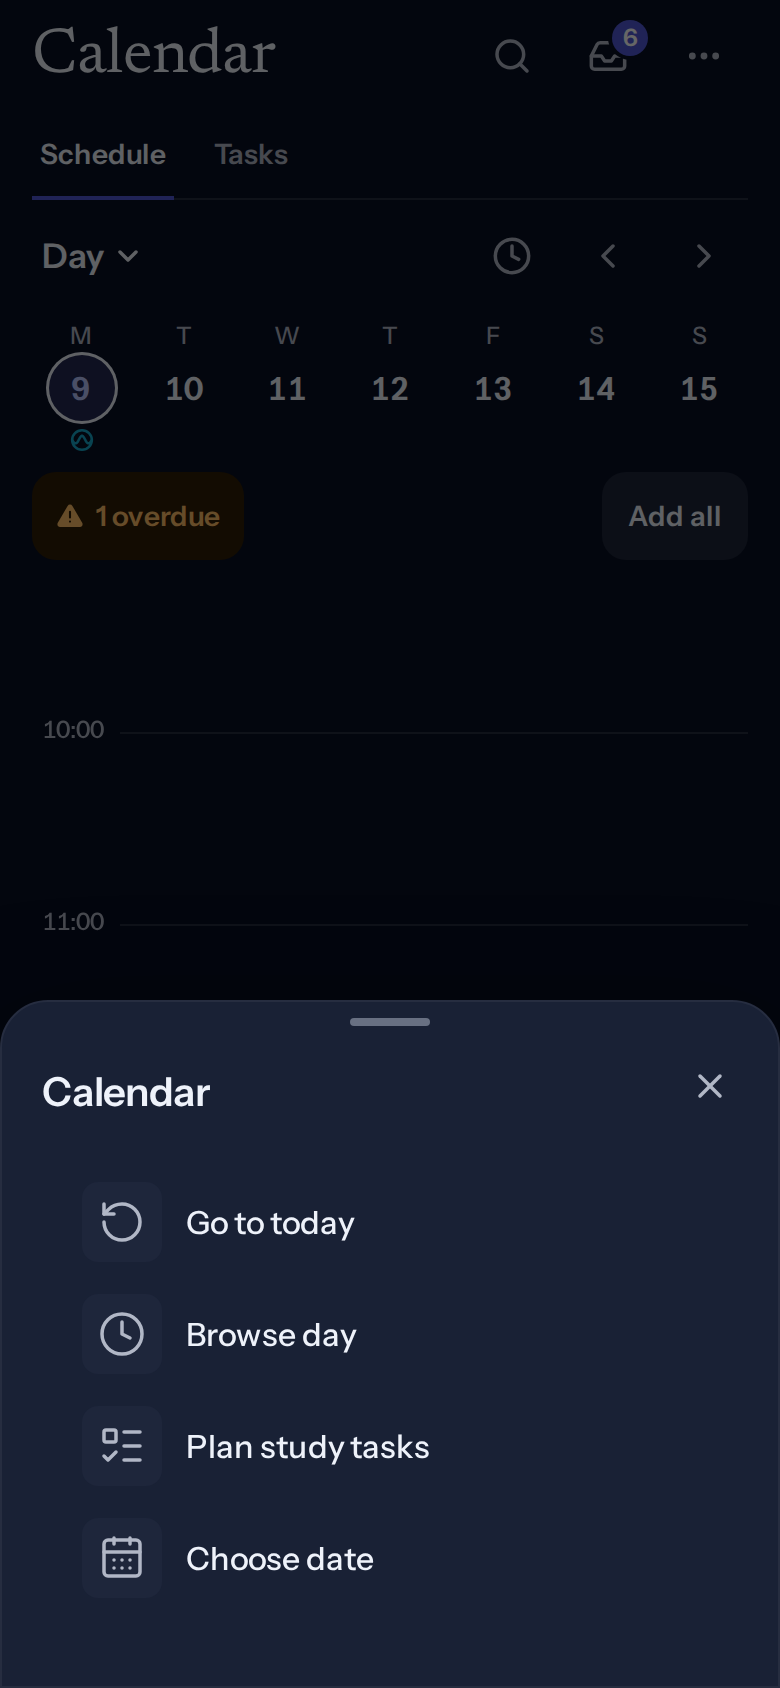 Calendar
6
Schedule Tasks
Day
M T W T F S S
9 10 11 12 13 14 15
1 overdue Add all
10:00
11:00
Calendar
Go to today
Browse day
Plan study tasks
Choose date